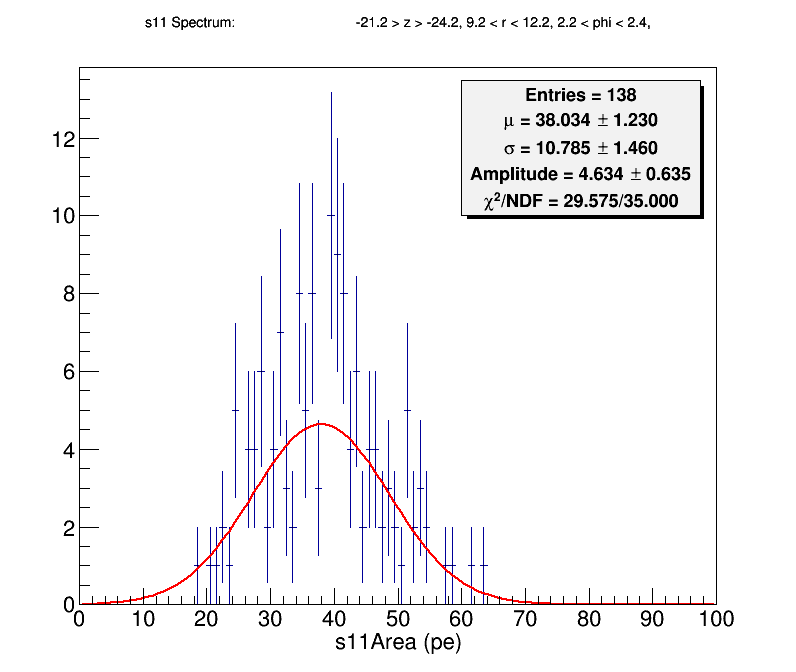 s11 Spectrum: -21.2 > z > -24.2, 9.2 < r < 12.2, 2.2 < phi < 2.4,
Entries = 138
μ = 38.034 ± 1.230
σ = 10.785 ± 1.460
Amplitude = 4.634 ± 0.635
χ²/NDF = 29.575/35.000
12
10
8
6
4
2
0
0 10 20 30 40 50 60 70 80 90 100
s11Area (pe)